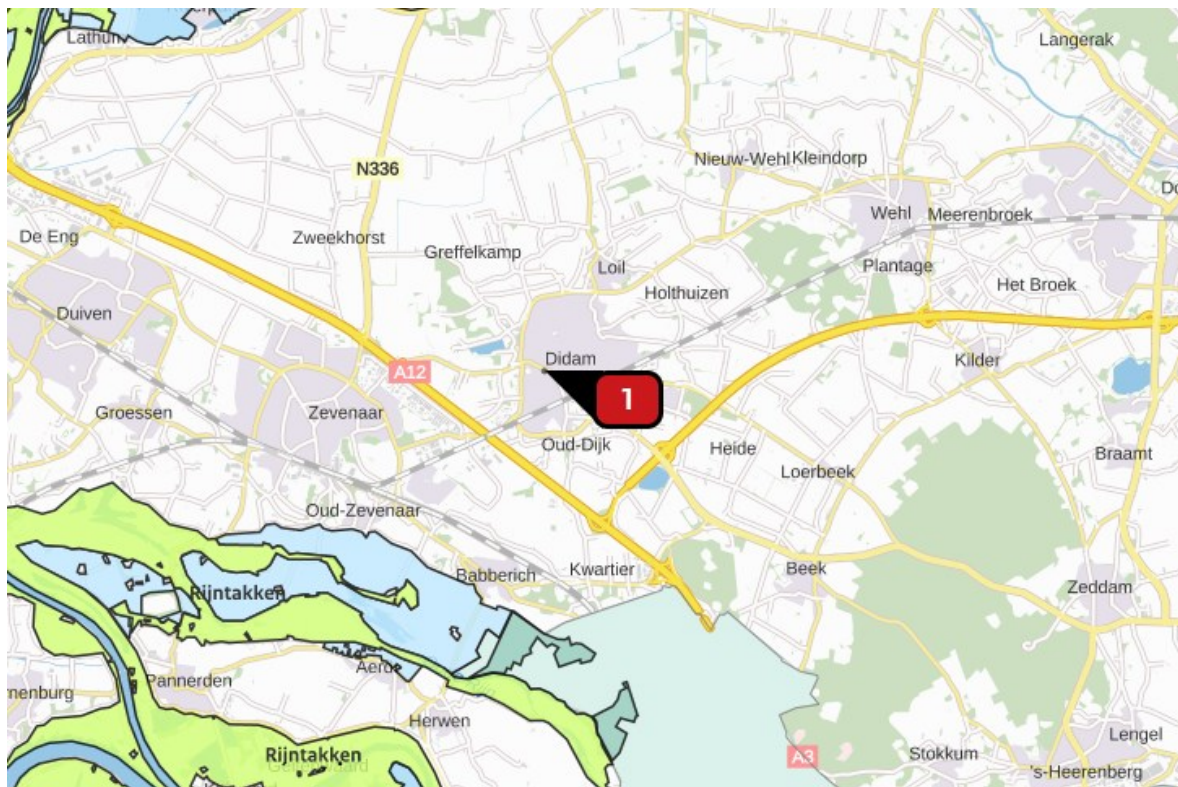 Langerak
N336
Nieuw-Wehl
Kleindorp
Wehl
Meerenbroek
De Eng
Zweekhorst
Greffelkamp
Loil
Plantage
Holthuizen
Het Broek
Duiven
Didam
Kilder
A12
1
Groessen
Zevenaar
Oud-Dijk
Heide
Loerbeek
Braamt
Oud-Zevenaar
Babberich
Kwartier
Beek
Zeddam
Rijntakken
Pannerden
Herwen
Lengel
Rijntakken
A3
Stokkum
's-Heerenberg